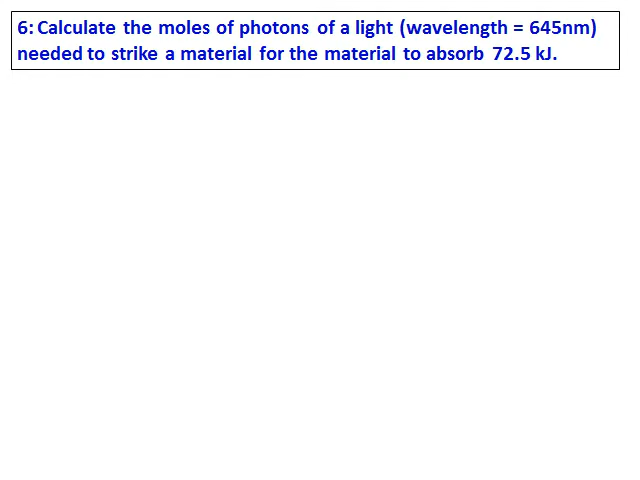 6: Calculate the moles of photons of a light (wavelength = 645nm)
needed to strike a material for the material to absorb 72.5 kJ.